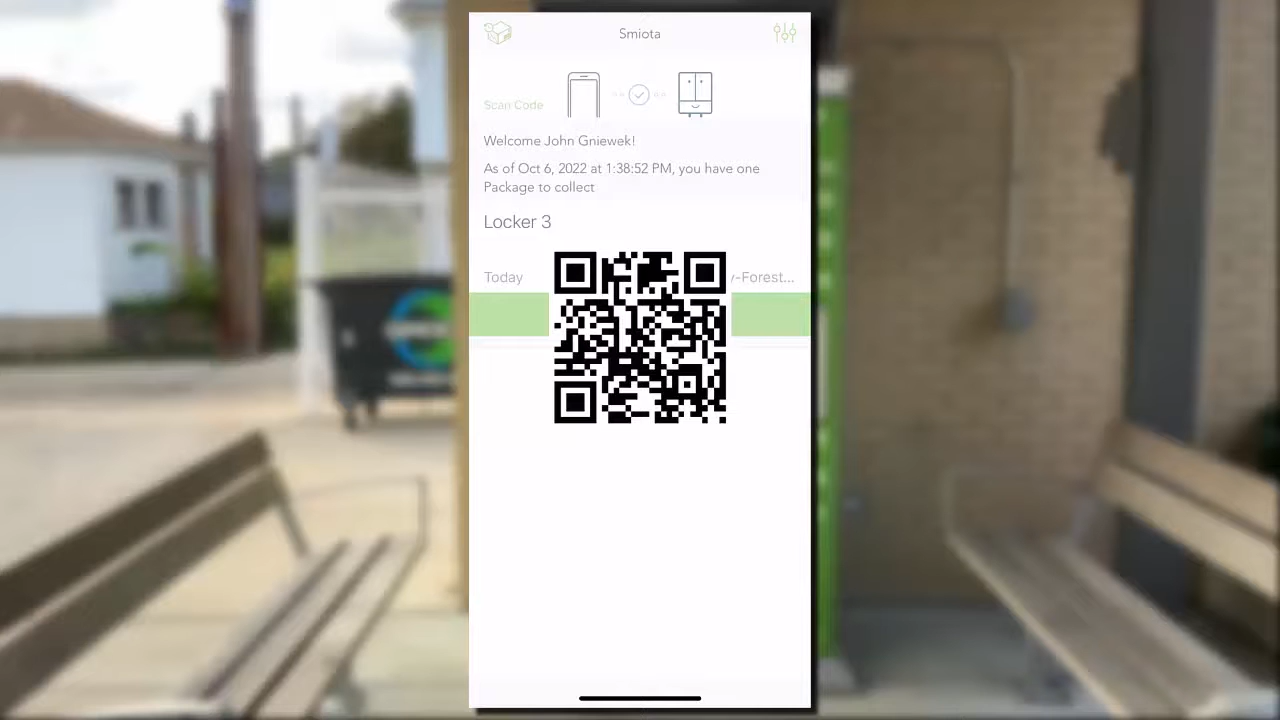 Smiota
Scan Code
Welcome John Gniewek!
As of Oct 6, 2022 at 1:38:52 PM, you have one
Package to collect
Locker 3
Today
y-Forest...